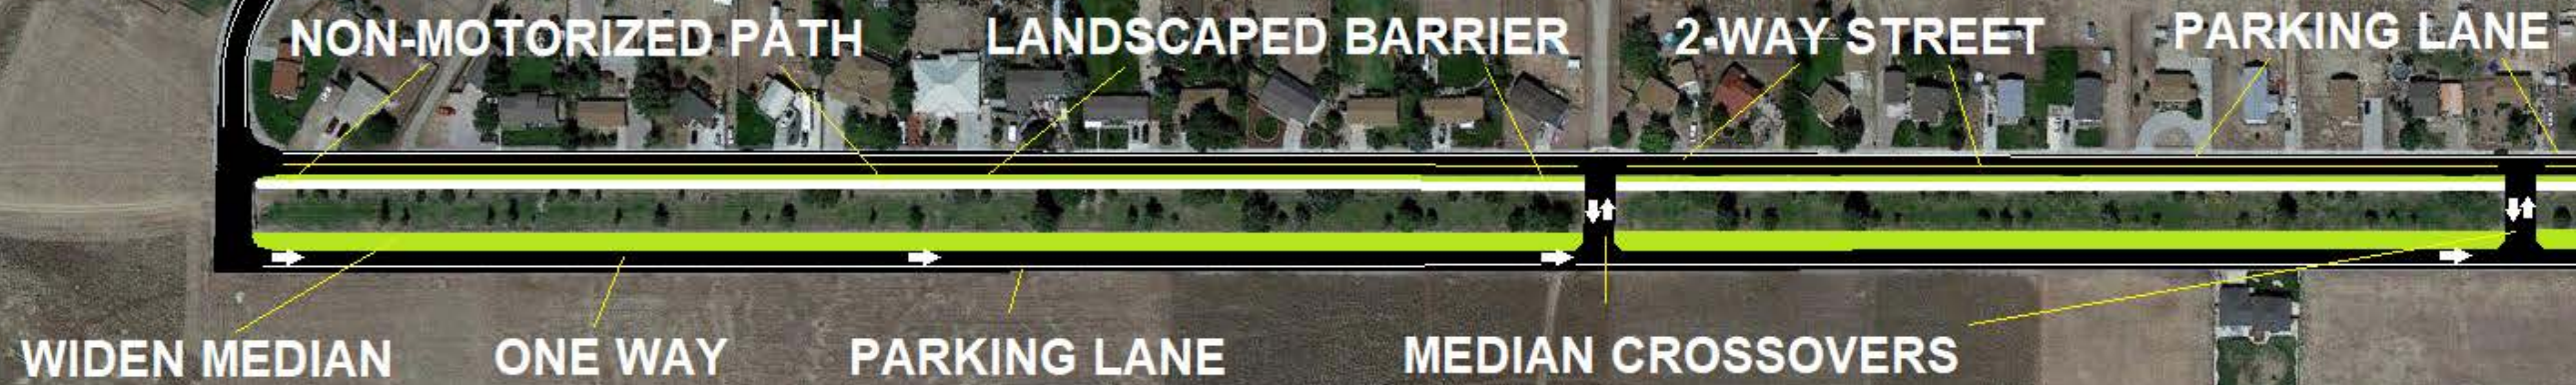 NON-MOTORIZED PATH
LANDSCAPED BARRIER
2-WAY STREET
PARKING LANE
WIDEN MEDIAN
ONE WAY
PARKING LANE
MEDIAN CROSSOVERS